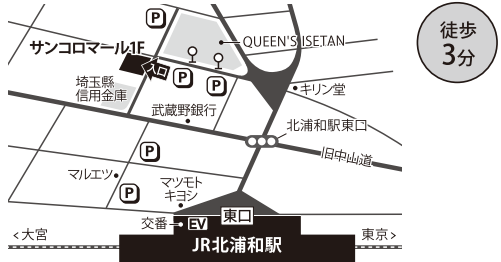 P
徒歩
3分
サンコロマール1F
QUEEN'S ISETAN
入口
P
P
埼玉縣
信用金庫
キリン堂
武蔵野銀行
北浦和駅東口
旧中山道
P
マルエツ
マツモト
キヨシ
P
東口
交番
EV
<大宮
JR北浦和駅
東京>